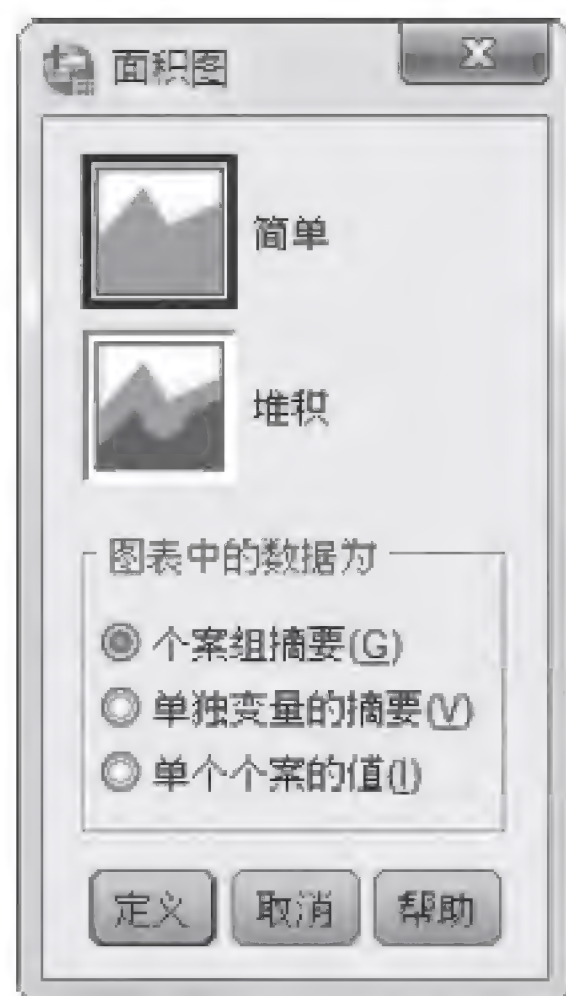 面积图
简单
堆积
图表中的数据为
个案组摘要(G)
单独变量的摘要(V)
单个个案的值(I)
定义 取消 帮助